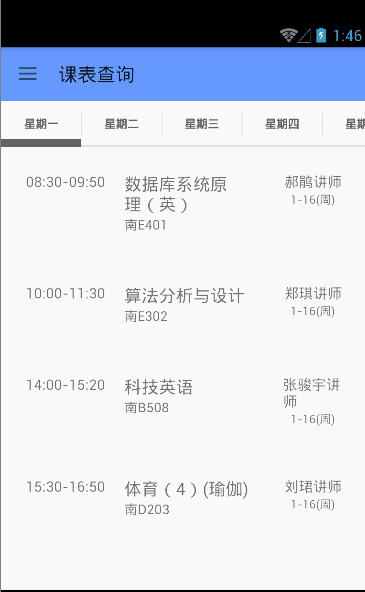 1:46
课表查询
星期一 星期二 星期三 星期四 星期
08:30-09:50 数据库系统原 郝鹃讲师
理（英） 1-16(周)
南E401
10:00-11:30 算法分析与设计 郑琪讲师
南E302 1-16(周)
14:00-15:20 科技英语 张骏宇讲
南B508 师
1-16(周)
15:30-16:50 体育（4）(瑜伽) 刘珺讲师
南D203 1-16(周)